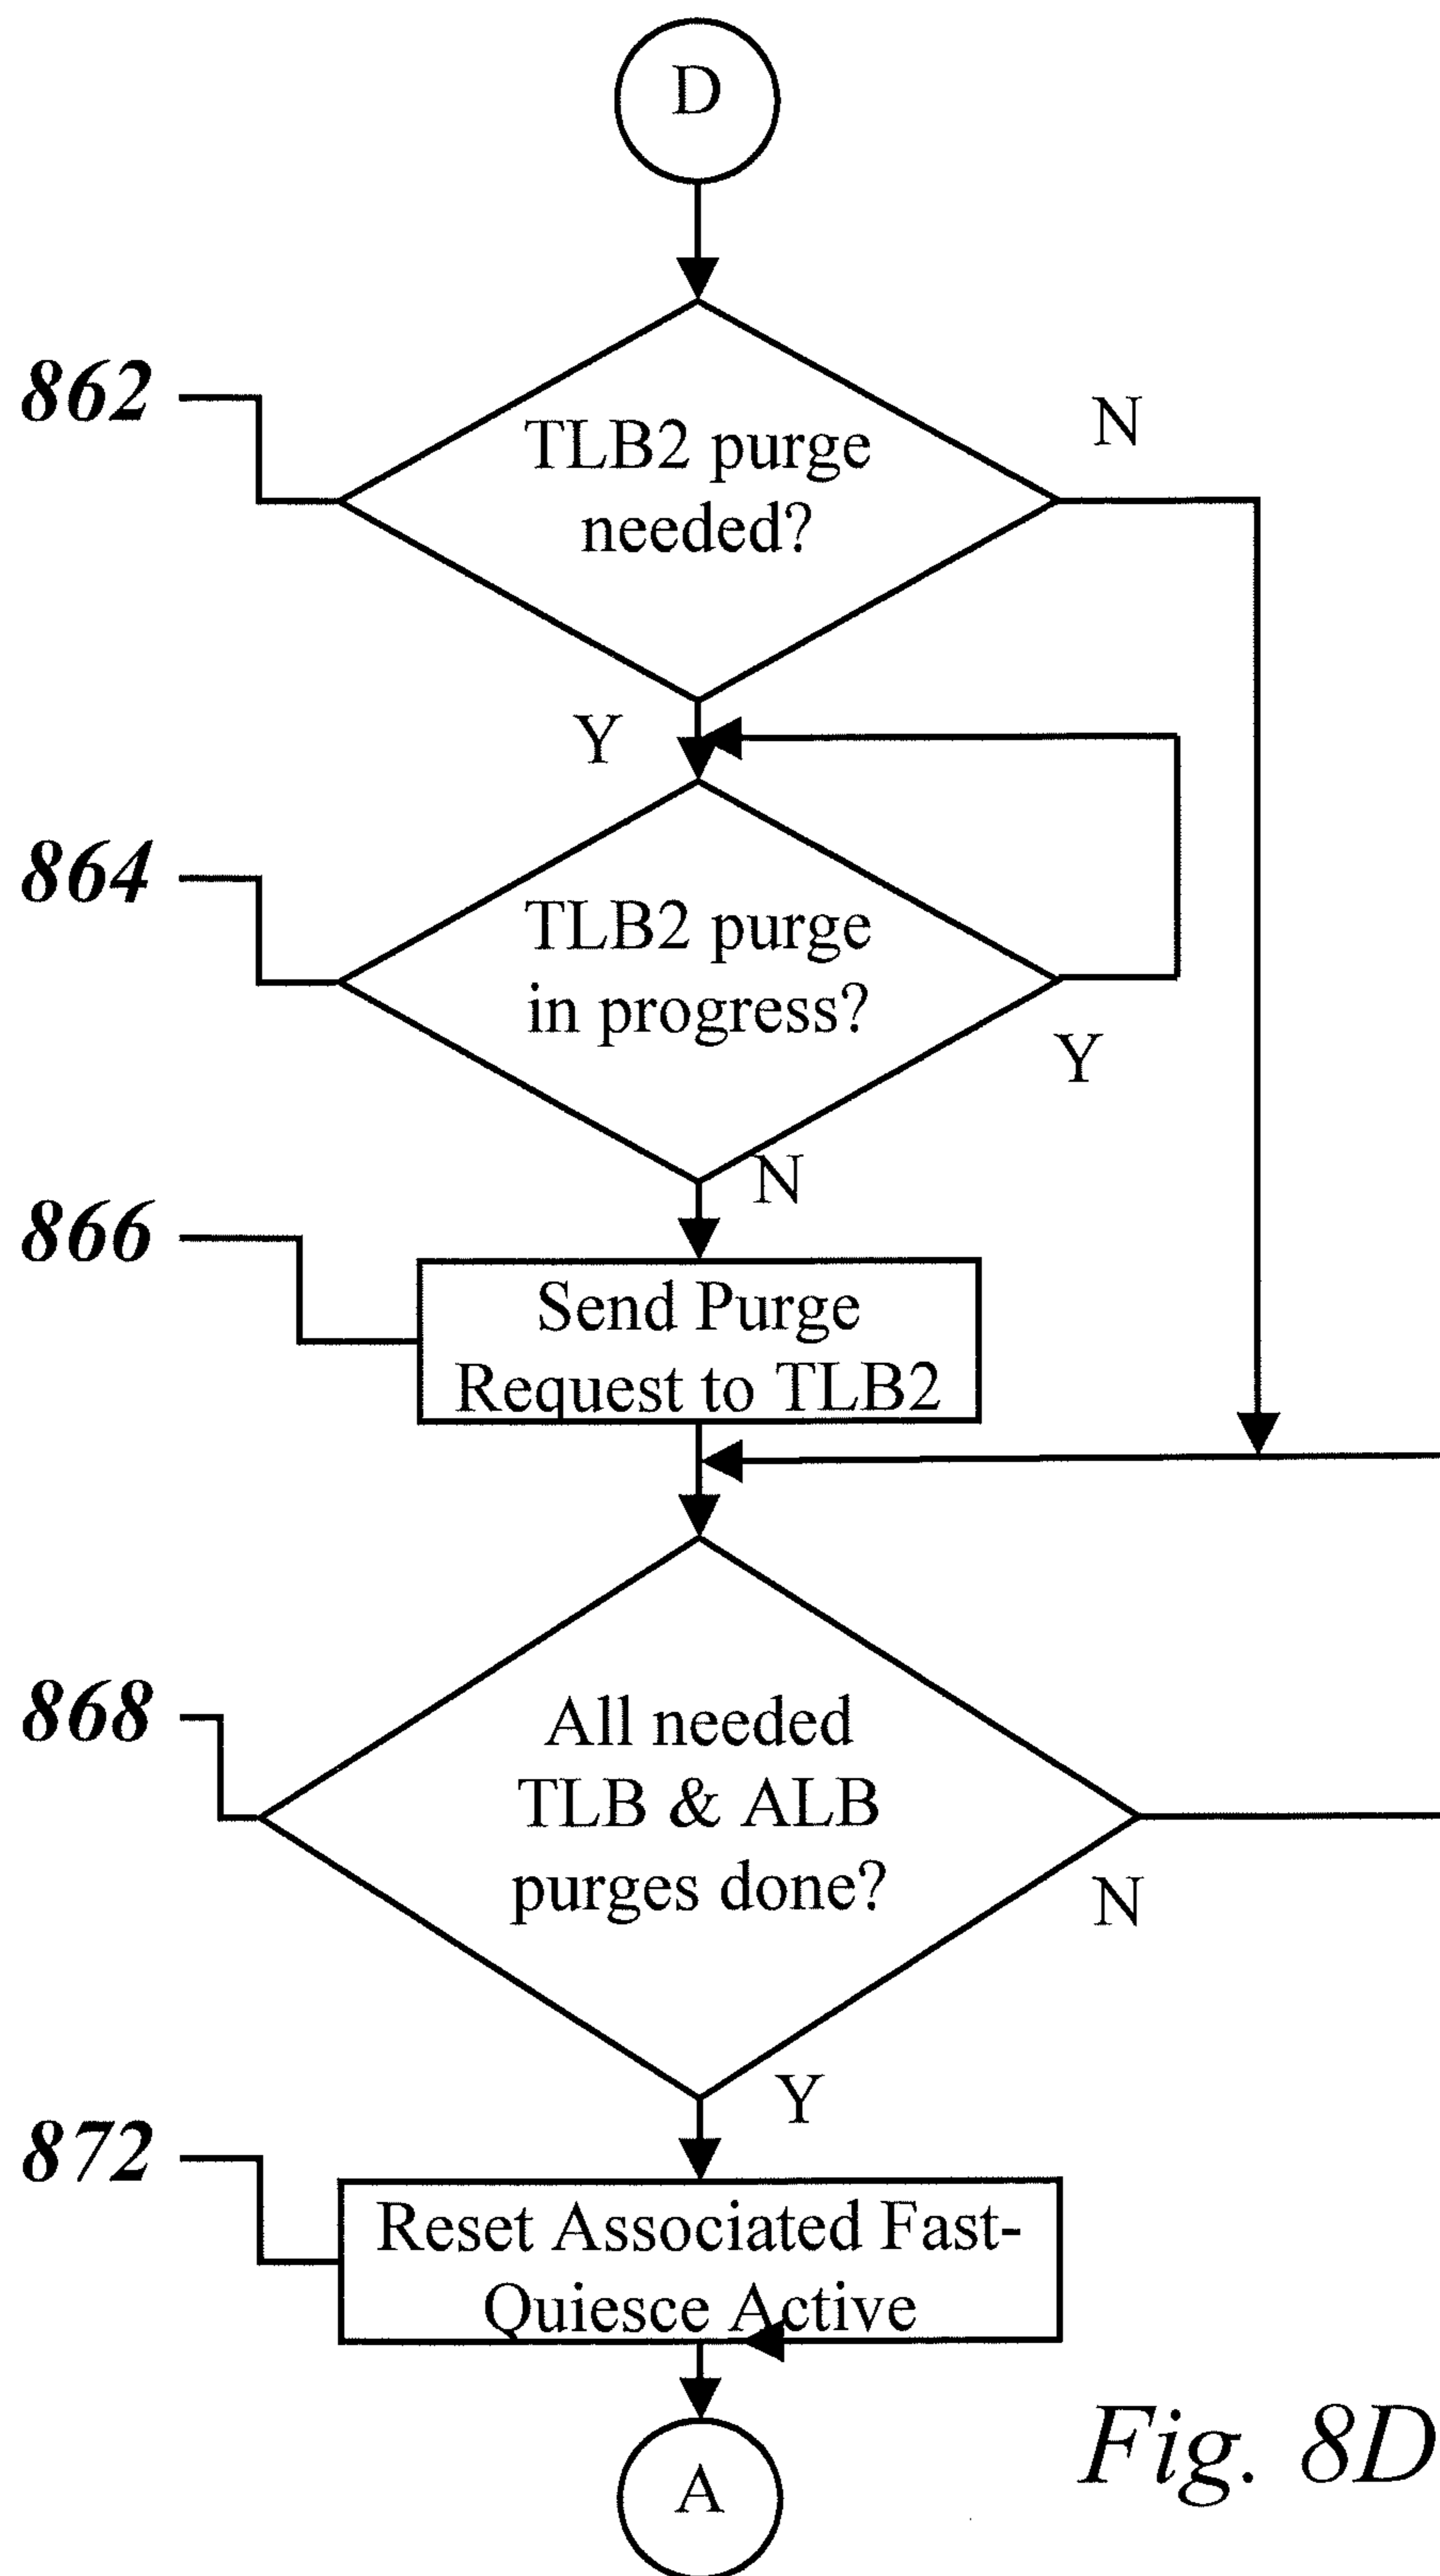 D
862
TLB2 purge
needed?
N
Y
864
TLB2 purge
in progress?
Y
N
866
Send Purge
Request to TLB2
868
All needed
TLB & ALB
purges done?
N
Y
872
Reset Associated Fast-
Quiesce Active
A
Fig. 8D